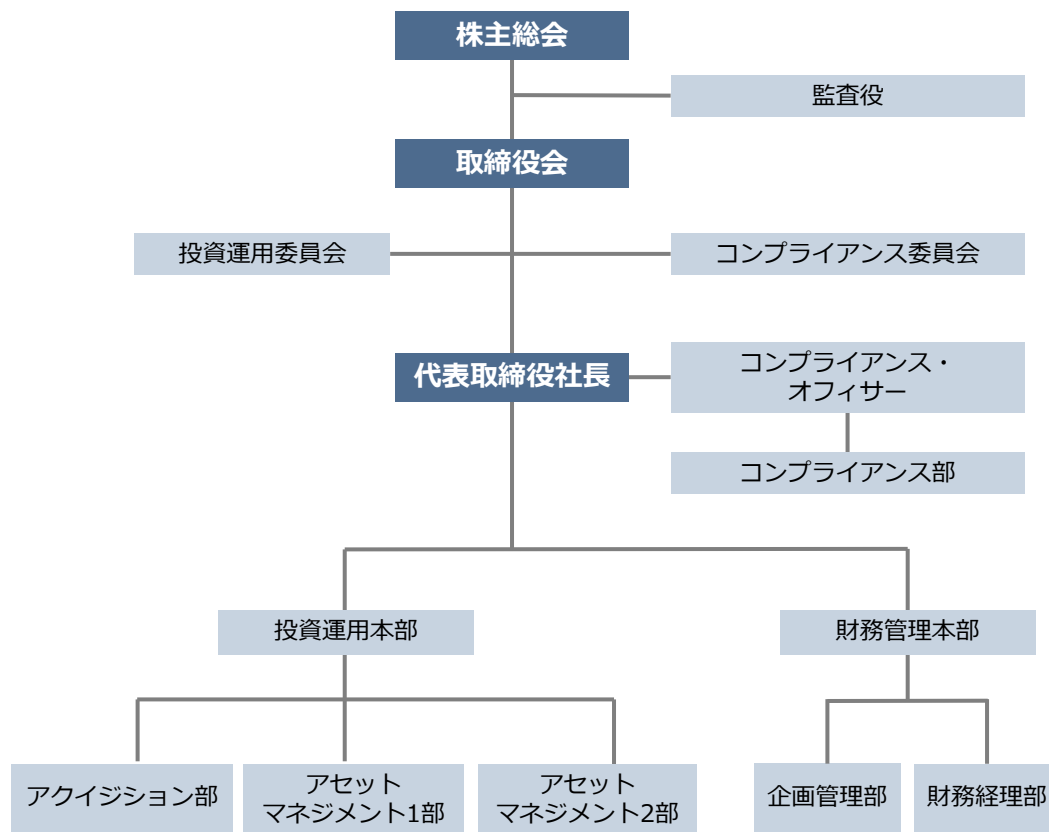 株主総会
監査役
取締役会
投資運用委員会
コンプライアンス委員会
代表取締役社長
コンプライアンス・
オフィサー
コンプライアンス部
投資運用本部
財務管理本部
アクイジション部
アセット
マネジメント1部
アセット
マネジメント2部
企画管理部
財務経理部